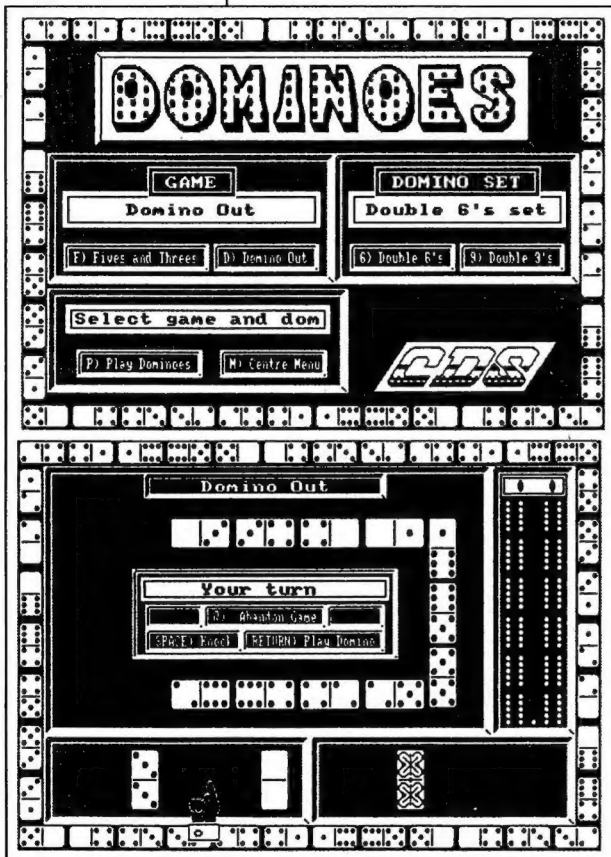 DOMINOES
GAME
Domino Out
F) Fives and Threes D) Domino Out
DOMINO SET
Double 6's set
6) Double 6's 9) Double 9's
Select game and dom
P) Play Dominoes M) Centre Menu
CDS
Domino Out
Your turn
Abandon Game
SPACE) Knock RETURN) Play Domino